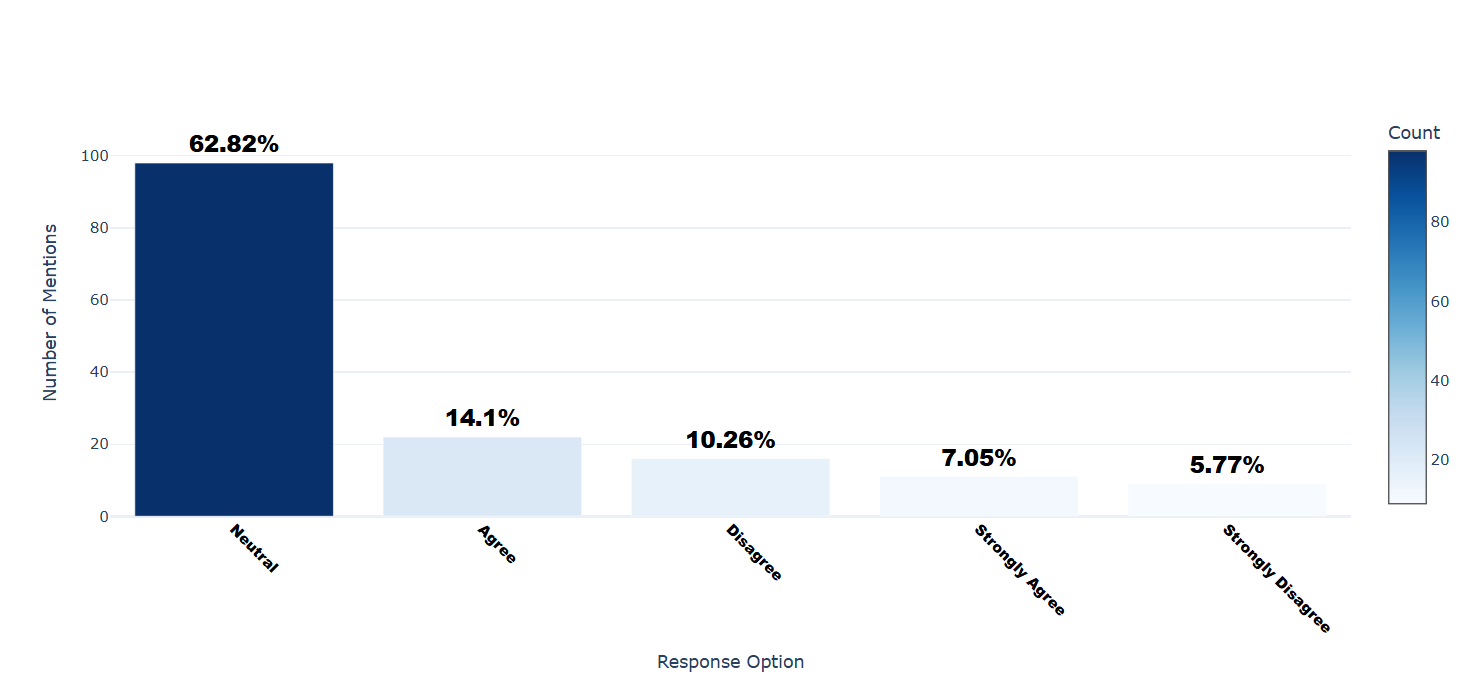 62.82%
14.1%
10.26%
7.05%
5.77%
Number of Mentions
100
80
60
40
20
0
Neutral
Agree
Disagree
Strongly Agree
Strongly Disagree
Response Option
Count
80
60
40
20